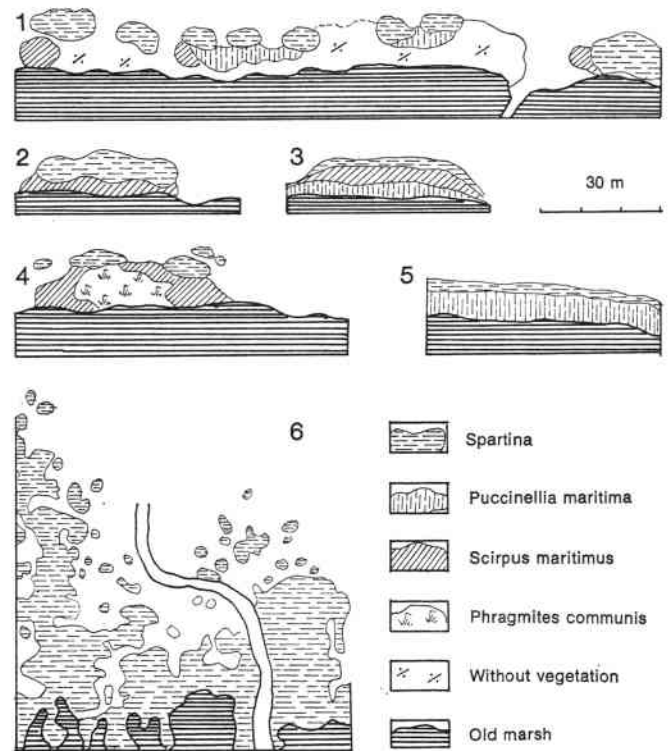 1
2
3
30 m
4
5
6
Spartina
Puccinellia maritima
Scirpus maritimus
Phragmites communis
Without vegetation
Old marsh